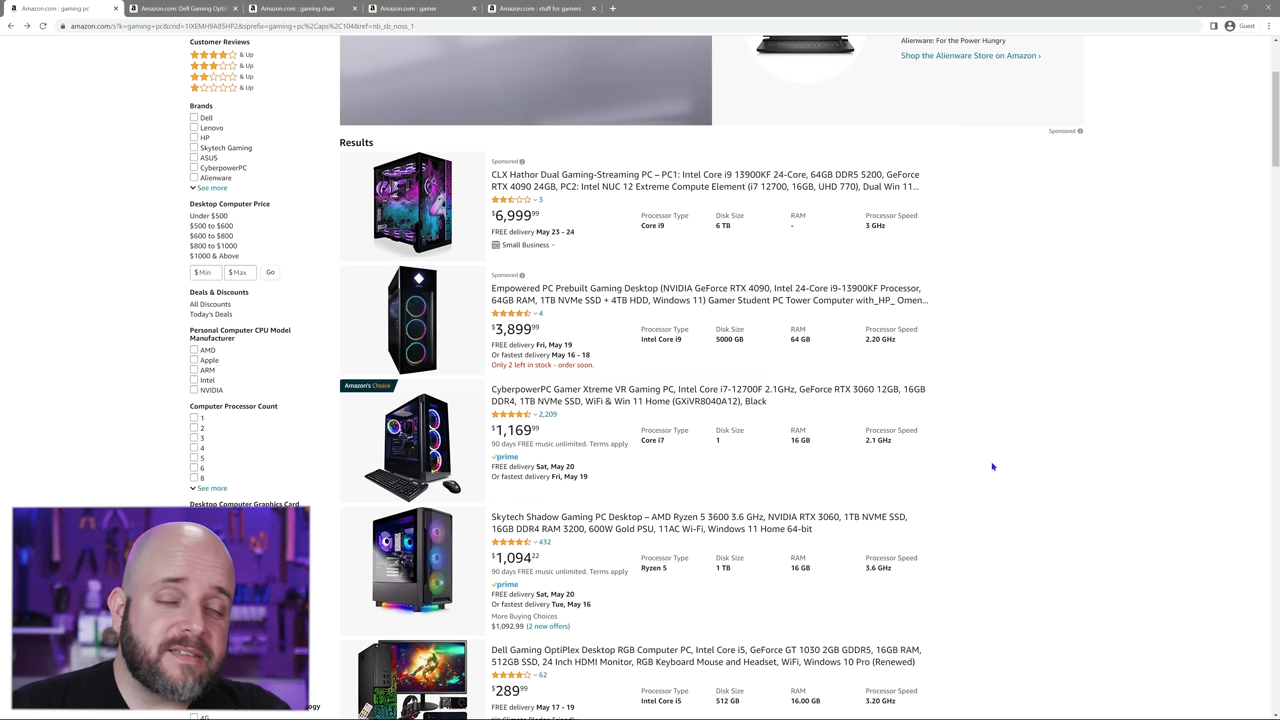 Amazon.com : gaming pc
Amazon.com: Dell Gaming Opti
Amazon.com : gaming chair
Amazon.com : gamer
Amazon.com : stuff for gamers
amazon.com/s?k=gaming+pc&crid=1IXEMH9A85HP2&sprefix=gaming+pc%2Caps%2C104&ref=nb_sb_noss_1
Guest
Customer Reviews
& Up
& Up
& Up
& Up
Brands
Dell
Lenovo
HP
Skytech Gaming
ASUS
CyberpowerPC
Alienware
See more
Desktop Computer Price
Under $500
$500 to $600
$600 to $800
$800 to $1000
$1000 & Above
$ Min
$ Max
Go
Deals & Discounts
All Discounts
Today's Deals
Personal Computer CPU Model
Manufacturer
AMD
Apple
ARM
Intel
NVIDIA
Computer Processor Count
1
2
3
4
5
6
8
See more
Desktop Computer Graphics Card
ogy
4G
Alienware: For the Power Hungry
Shop the Alienware Store on Amazon ›
Sponsored
Results
Sponsored
CLX Hathor Dual Gaming-Streaming PC – PC1: Intel Core i9 13900KF 24-Core, 64GB DDR5 5200, GeForce
RTX 4090 24GB, PC2: Intel NUC 12 Extreme Compute Element (i7 12700, 16GB, UHD 770), Dual Win 11...
3
$6,999 99
Processor Type Disk Size RAM Processor Speed
Core i9 6 TB - 3 GHz
FREE delivery May 23 - 24
Small Business
Sponsored
Empowered PC Prebuilt Gaming Desktop (NVIDIA GeForce RTX 4090, Intel 24-Core i9-13900KF Processor,
64GB RAM, 1TB NVMe SSD + 4TB HDD, Windows 11) Gamer Student PC Tower Computer with_HP_ Omen...
4
$3,899 99
Processor Type Disk Size RAM Processor Speed
Intel Core i9 5000 GB 64 GB 2.20 GHz
FREE delivery Fri, May 19
Or fastest delivery May 16 - 18
Only 2 left in stock - order soon.
Amazon's Choice
CyberpowerPC Gamer Xtreme VR Gaming PC, Intel Core i7-12700F 2.1GHz, GeForce RTX 3060 12GB, 16GB
DDR4, 1TB NVMe SSD, WiFi & Win 11 Home (GXiVR8040A12), Black
2,209
$1,169 99
Processor Type Disk Size RAM Processor Speed
Core i7 1 16 GB 2.1 GHz
90 days FREE music unlimited. Terms apply
prime
FREE delivery Sat, May 20
Or fastest delivery Fri, May 19
Skytech Shadow Gaming PC Desktop – AMD Ryzen 5 3600 3.6 GHz, NVIDIA RTX 3060, 1TB NVME SSD,
16GB DDR4 RAM 3200, 600W Gold PSU, 11AC Wi-Fi, Windows 11 Home 64-bit
432
$1,094 22
Processor Type Disk Size RAM Processor Speed
Ryzen 5 1 TB 16 GB 3.6 GHz
90 days FREE music unlimited. Terms apply
prime
FREE delivery Sat, May 20
Or fastest delivery Tue, May 16
More Buying Choices
$1,092.99 (2 new offers)
Dell Gaming OptiPlex Desktop RGB Computer PC, Intel Core i5, GeForce GT 1030 2GB GDDR5, 16GB RAM,
512GB SSD, 24 Inch HDMI Monitor, RGB Keyboard Mouse and Headset, WiFi, Windows 10 Pro (Renewed)
62
$289 99
Processor Type Disk Size RAM Processor Speed
Intel Core i5 512 GB 16.00 GB 3.20 GHz
FREE delivery May 17 - 19